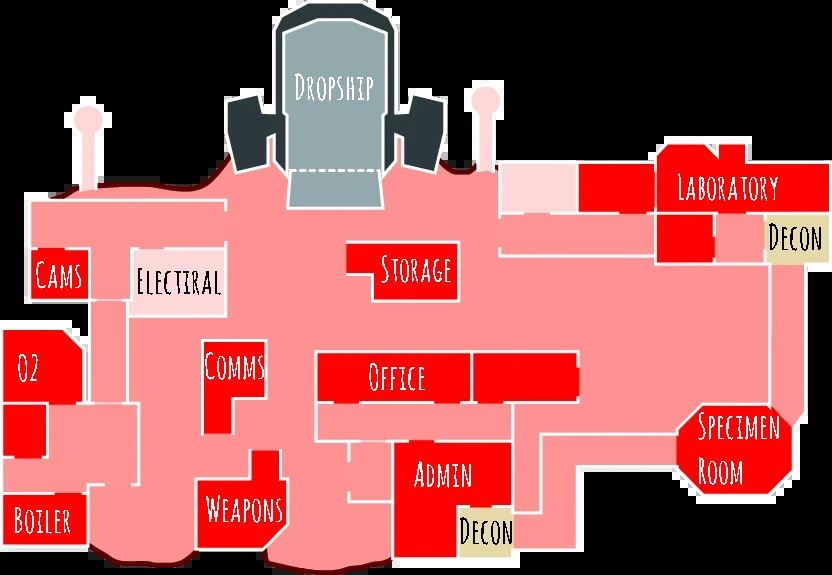 DROPSHIP
LABORATORY
DECON
CAMS
ELECTIRAL
STORAGE
O2
COMMS
OFFICE
SPECIMEN
ROOM
ADMIN
BOILER
WEAPONS
DECON